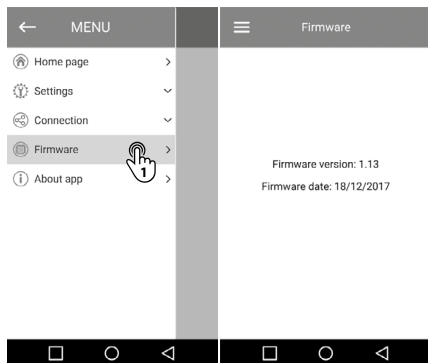 MENU
Home page
Settings
Connection
Firmware
1
About app
Firmware
Firmware version: 1.13
Firmware date: 18/12/2017